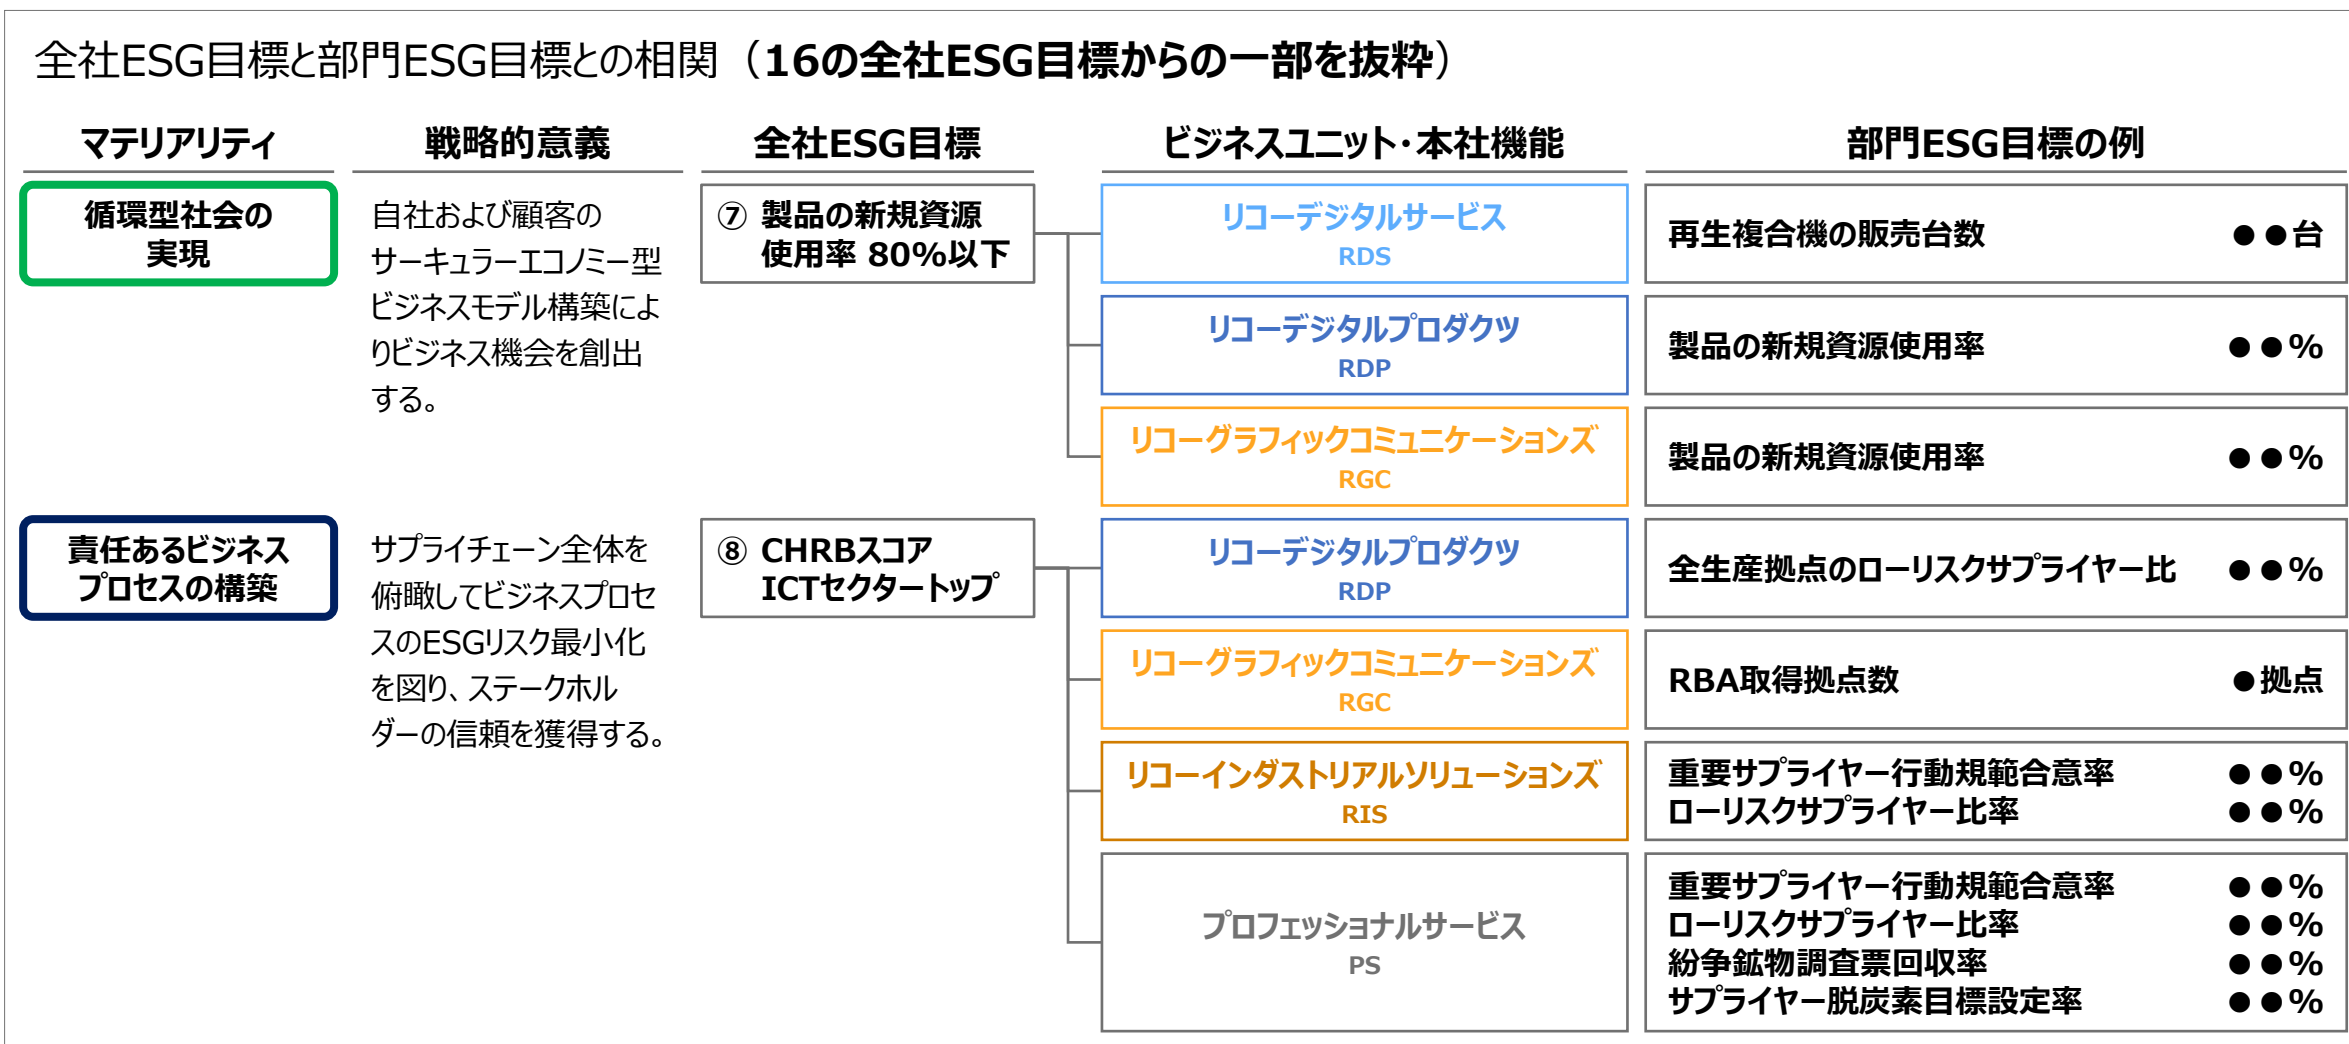 全社ESG目標と部門ESG目標との相関（16の全社ESG目標からの一部を抜粋）
マテリアリティ
戦略的意義
全社ESG目標
ビジネスユニット・本社機能
部門ESG目標の例
循環型社会の
実現
自社および顧客の
サーキュラーエコノミー型
ビジネスモデル構築によ
りビジネス機会を創出
する。
⑦ 製品の新規資源
使用率 80%以下
リコーデジタルサービス
RDS
再生複合機の販売台数 ●●台
リコーデジタルプロダクツ
RDP
製品の新規資源使用率 ●●%
リコーグラフィックコミュニケーションズ
RGC
製品の新規資源使用率 ●●%
責任あるビジネス
プロセスの構築
サプライチェーン全体を
俯瞰してビジネスプロセ
スのESGリスク最小化
を図り、ステークホル
ダーの信頼を獲得する。
⑧ CHRBスコア
ICTセクタートップ
リコーデジタルプロダクツ
RDP
全生産拠点のローリスクサプライヤー比 ●●%
リコーグラフィックコミュニケーションズ
RGC
RBA取得拠点数 ●拠点
リコーインダストリアルソリューションズ
RIS
重要サプライヤー行動規範合意率 ●●%
ローリスクサプライヤー比率 ●●%
プロフェッショナルサービス
PS
重要サプライヤー行動規範合意率 ●●%
ローリスクサプライヤー比率 ●●%
紛争鉱物調査票回収率 ●●%
サプライヤー脱炭素目標設定率 ●●%